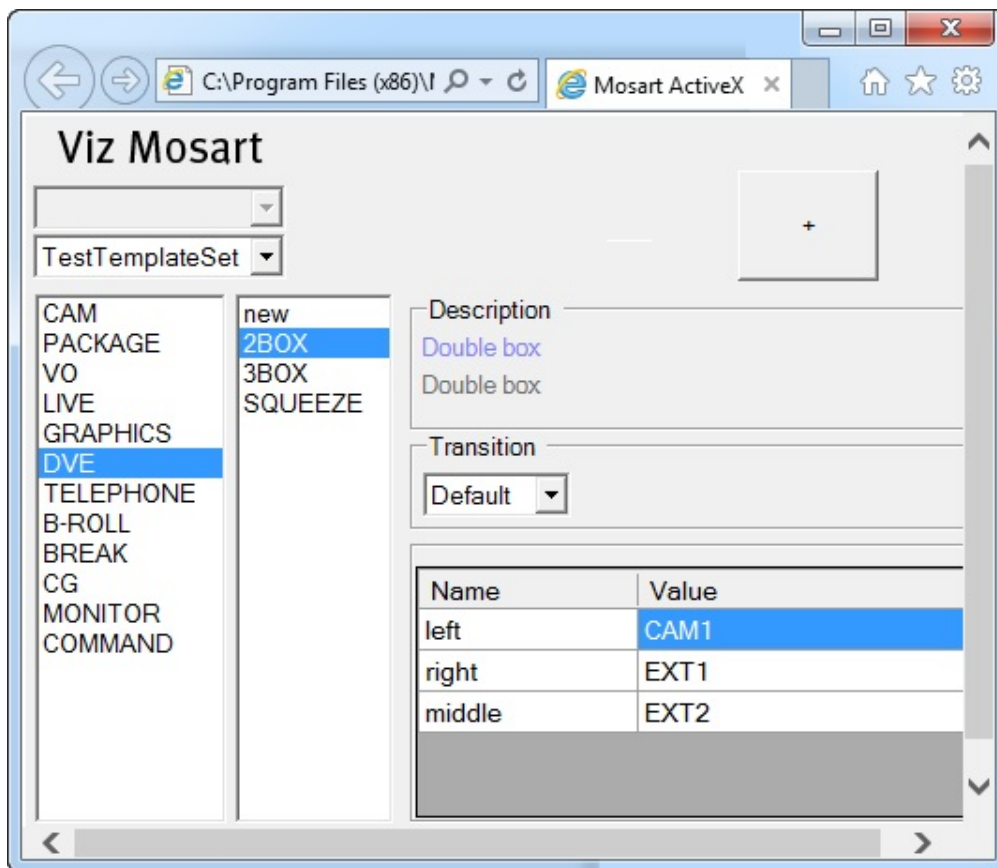 C:\Program Files (x86)\
Mosart ActiveX
Viz Mosart
+
TestTemplateSet
CAM
PACKAGE
VO
LIVE
GRAPHICS
DVE
TELEPHONE
B-ROLL
BREAK
CG
MONITOR
COMMAND
new
2BOX
3BOX
SQUEEZE
Description
Double box
Double box
Transition
Default
Name Value
left CAM1
right EXT1
middle EXT2